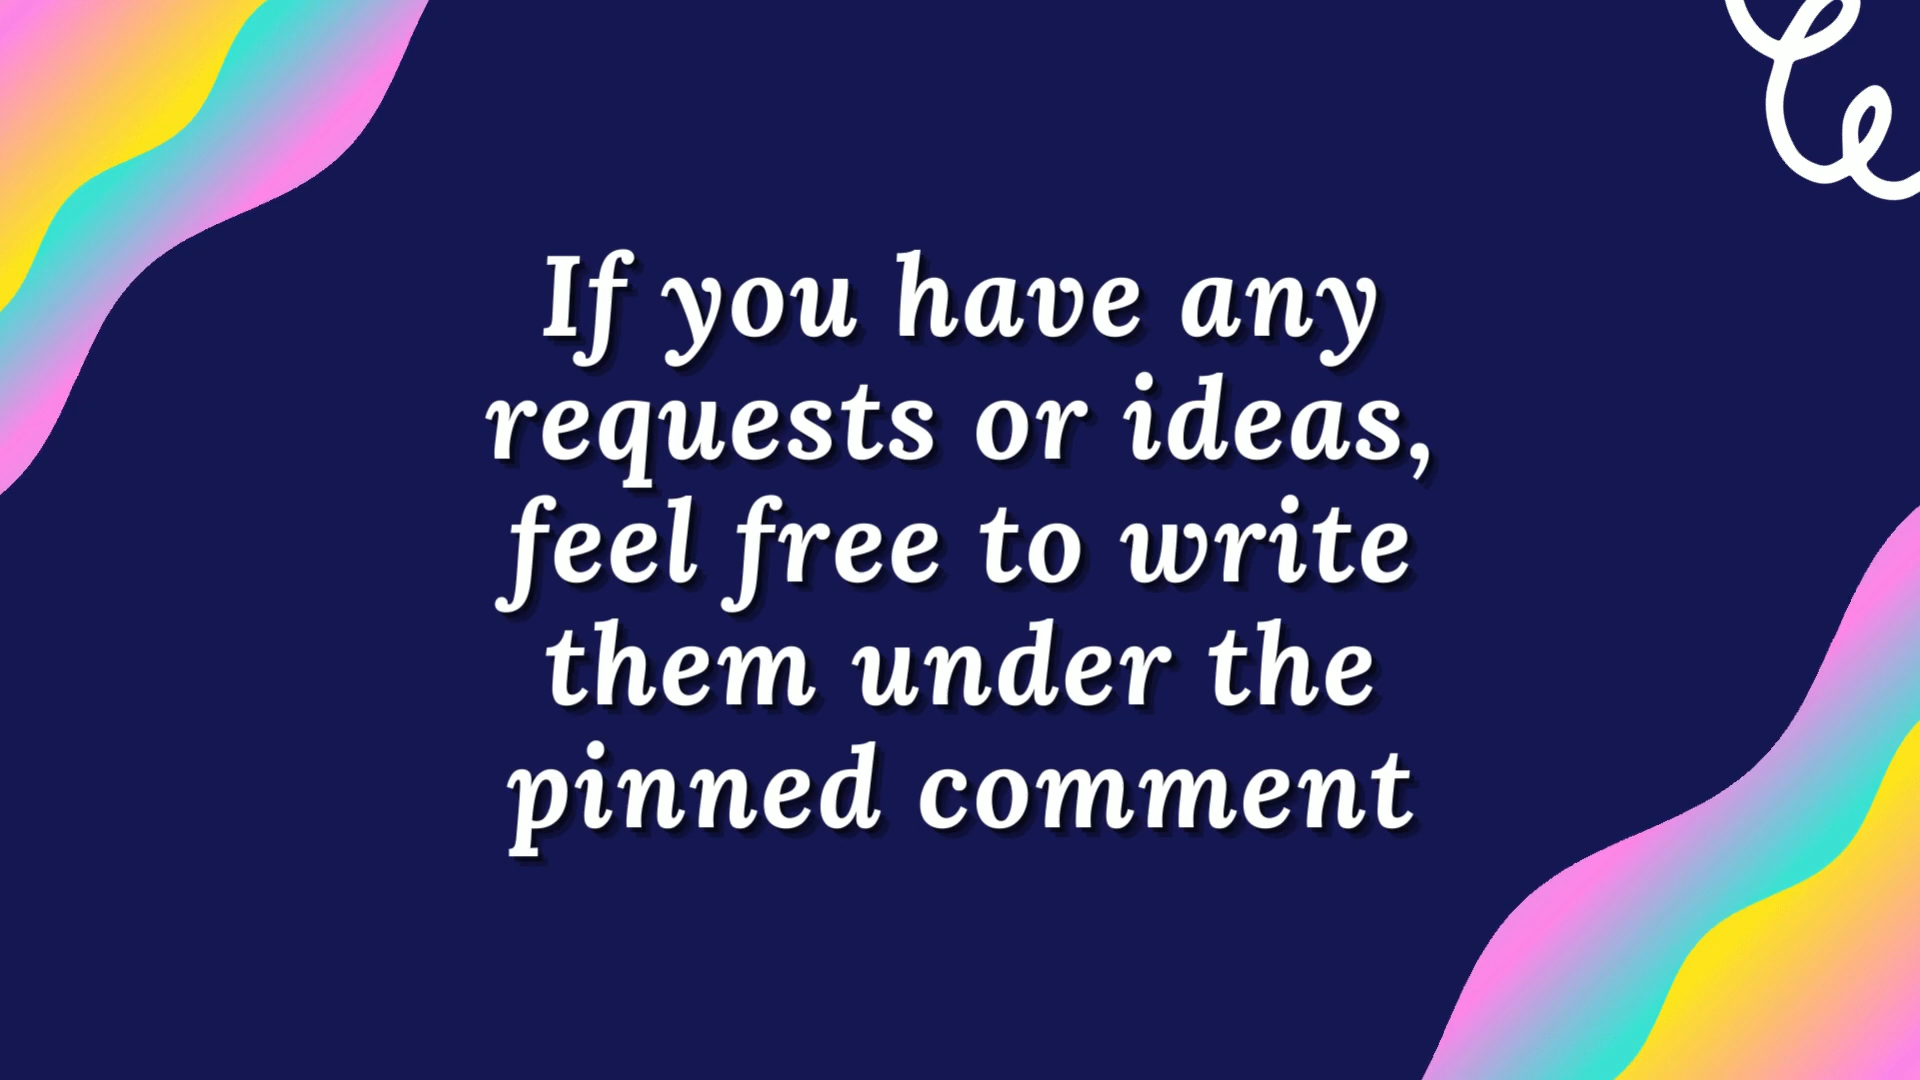 If you have any
requests or ideas,
feel free to write
them under the
pinned comment